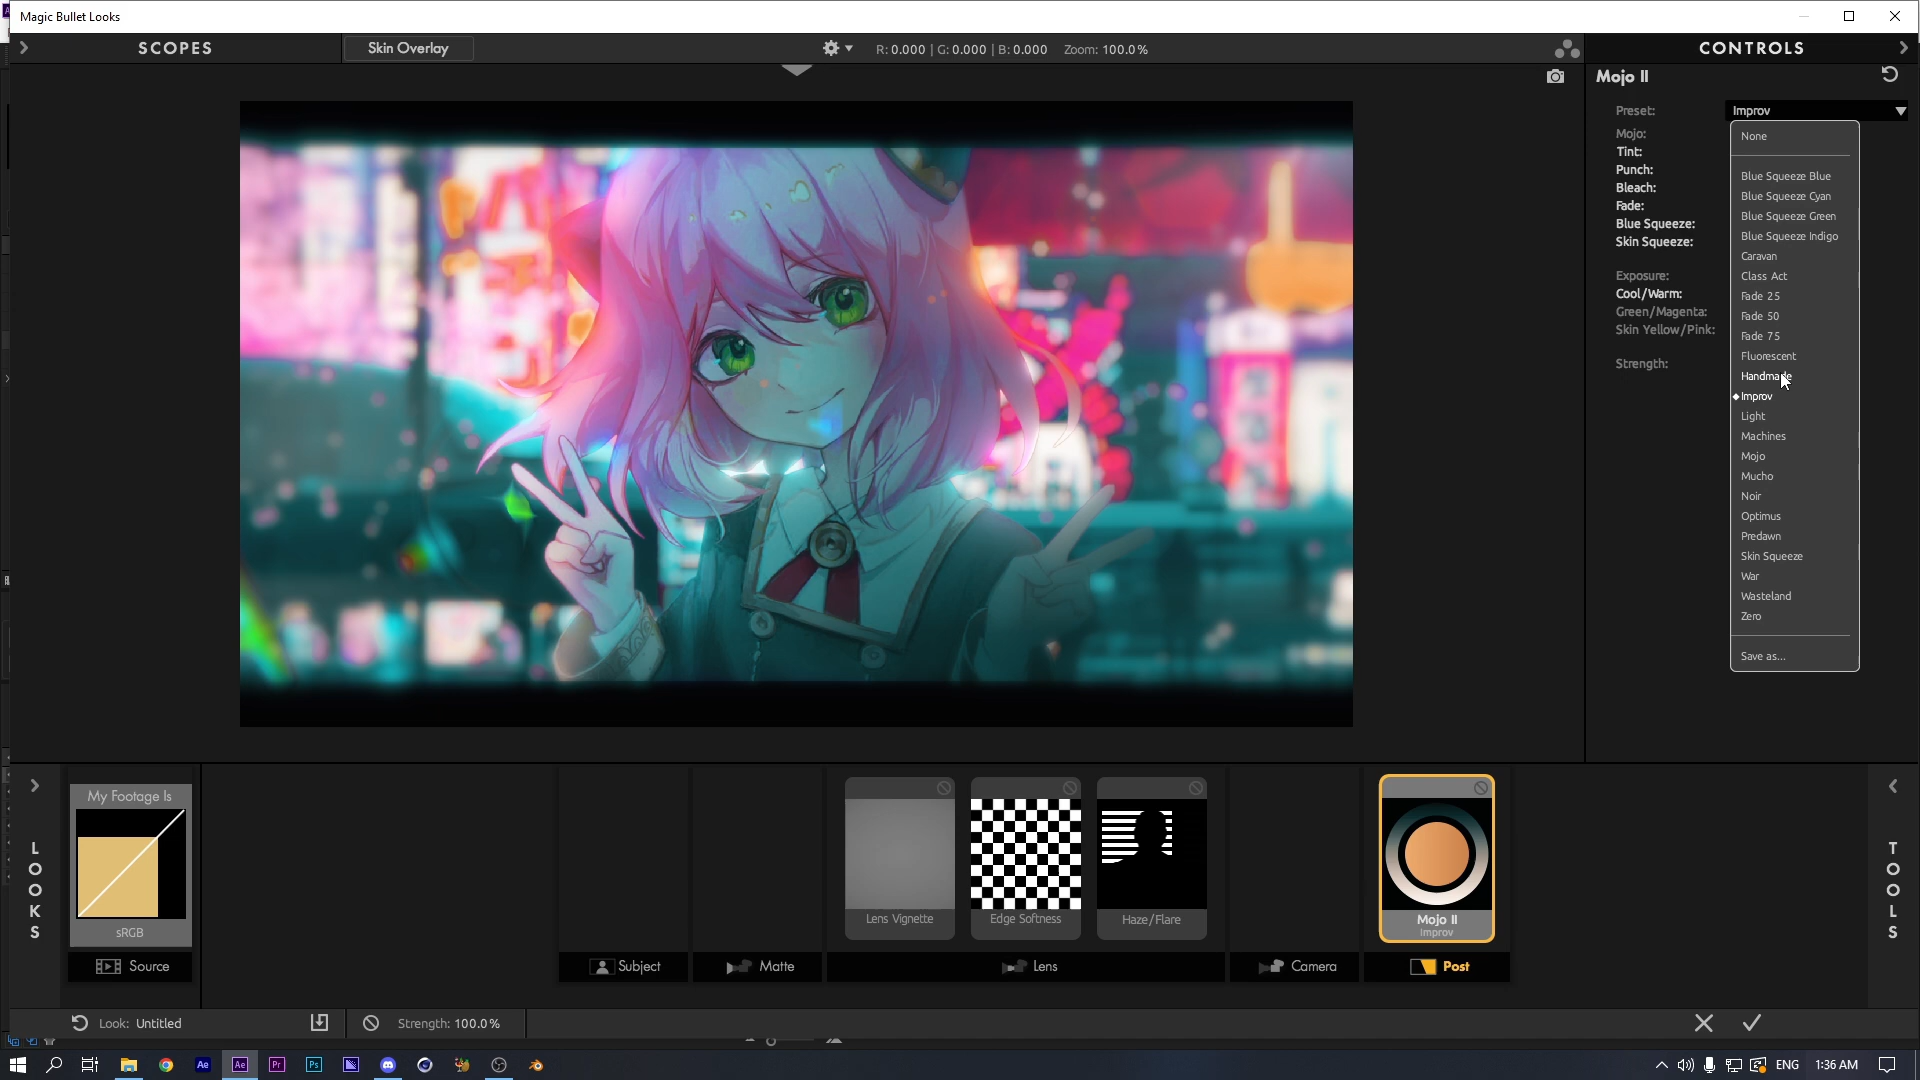 Magic Bullet Looks
SCOPES
Skin Overlay
R: 0.000 | G: 0.000 | B: 0.000
Zoom: 100.0%
CONTROLS
Mojo II
Preset:
Improv
Mojo:
Tint:
Punch:
Bleach:
Fade:
Blue Squeeze:
Skin Squeeze:
Exposure:
Cool/Warm:
Green/Magenta:
Skin Yellow/Pink:
Strength:
None
Blue Squeeze Blue
Blue Squeeze Cyan
Blue Squeeze Green
Blue Squeeze Indigo
Caravan
Class Act
Fade 25
Fade 50
Fade 75
Fluorescent
Handmade
Improv
Light
Machines
Mojo
Mucho
Noir
Optimus
Predawn
Skin Squeeze
War
Wasteland
Zero
Save as...
LOOKS
My Footage Is
sRGB
Source
Subject
Matte
Lens Vignette
Edge Softness
Haze/Flare
Lens
Camera
Mojo II
Improv
Post
TOOLS
Look: Untitled
Strength: 100.0%
Ae
Ae
Pr
Ps
ENG
1:36 AM